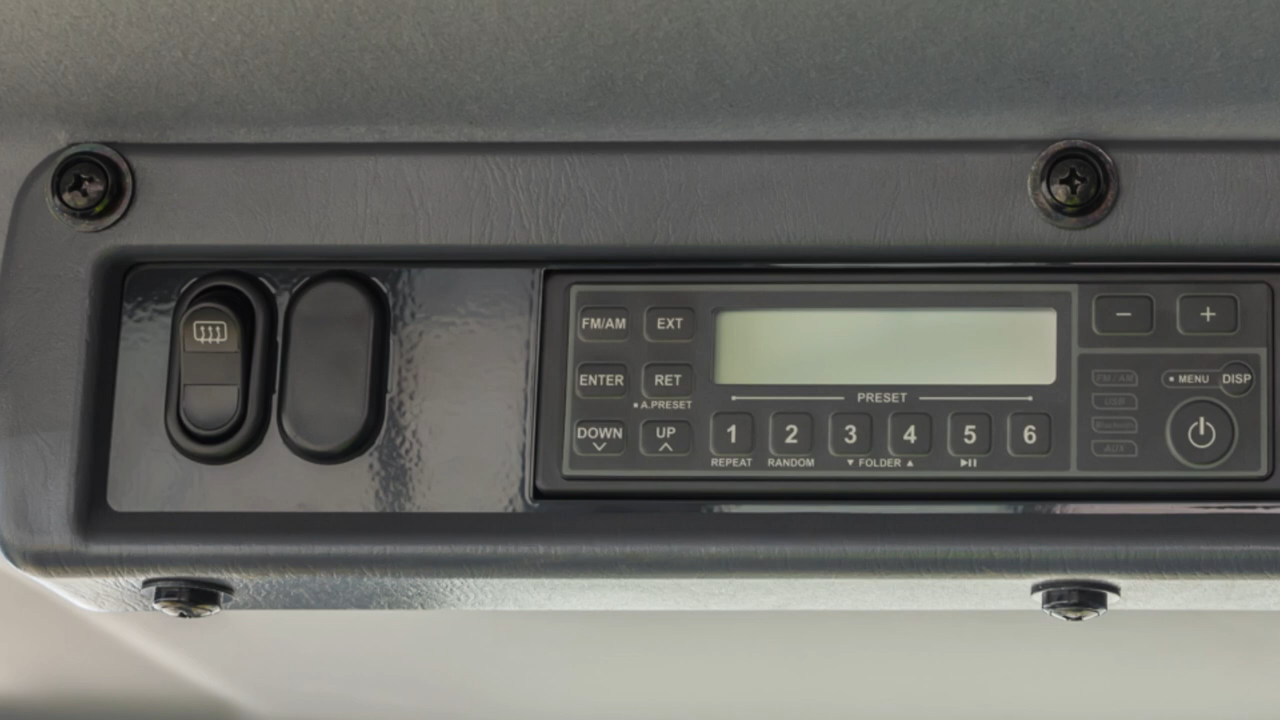 FM/AM EXT
− +
ENTER RET
▪ A.PRESET
PRESET
FM / AM
▪ MENU DISP
USB
Bluetooth
AUX
DOWN UP
1 2 3 4 5 6
REPEAT RANDOM ▼ FOLDER ▲ ▶II